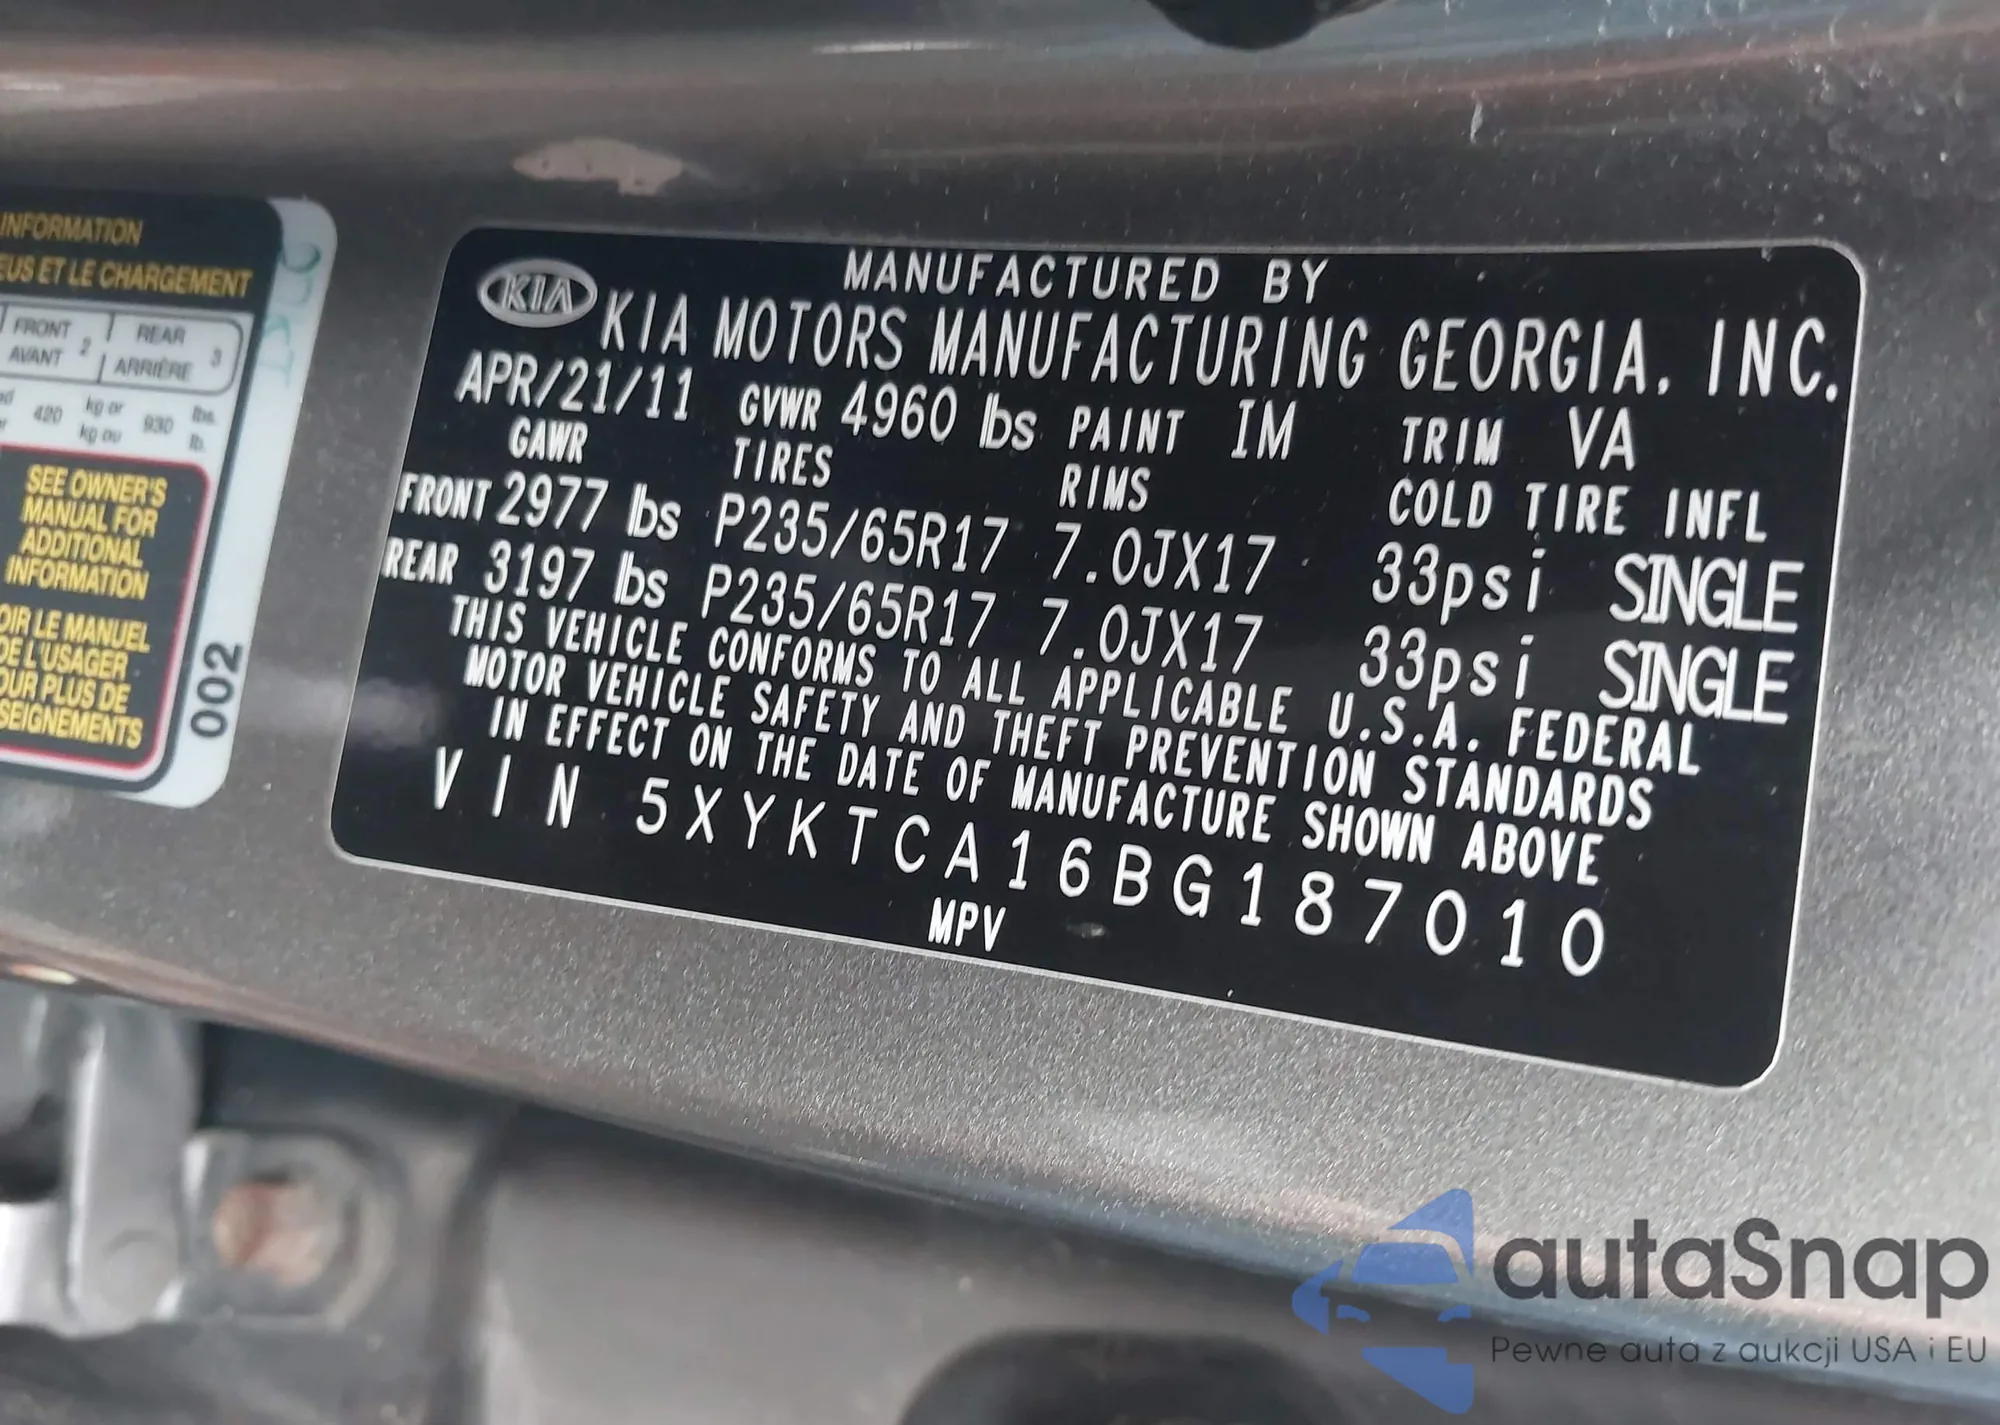 INFORMATION
EUS ET LE CHARGEMENT
FRONT 2 REAR 3
AVANT ARRIÈRE
420 kg or 930 lbs.
kg ou lb.
SEE OWNER'S
MANUAL FOR
ADDITIONAL
INFORMATION
OIR LE MANUEL
DE L'USAGER
OUR PLUS DE
SEIGNEMENTS
002
KIA
MANUFACTURED BY
KIA MOTORS MANUFACTURING GEORGIA, INC.
APR/21/11 GVWR 4960 lbs PAINT IM TRIM VA
GAWR TIRES RIMS COLD TIRE INFL
FRONT 2977 lbs P235/65R17 7.0JX17 33psi SINGLE
REAR 3197 lbs P235/65R17 7.0JX17 33psi SINGLE
THIS VEHICLE CONFORMS TO ALL APPLICABLE U.S.A. FEDERAL
MOTOR VEHICLE SAFETY AND THEFT PREVENTION STANDARDS
IN EFFECT ON THE DATE OF MANUFACTURE SHOWN ABOVE
VIN 5XYKTCA16BG187010
MPV
autaSnap
Pewne auta z aukcji USA i EU